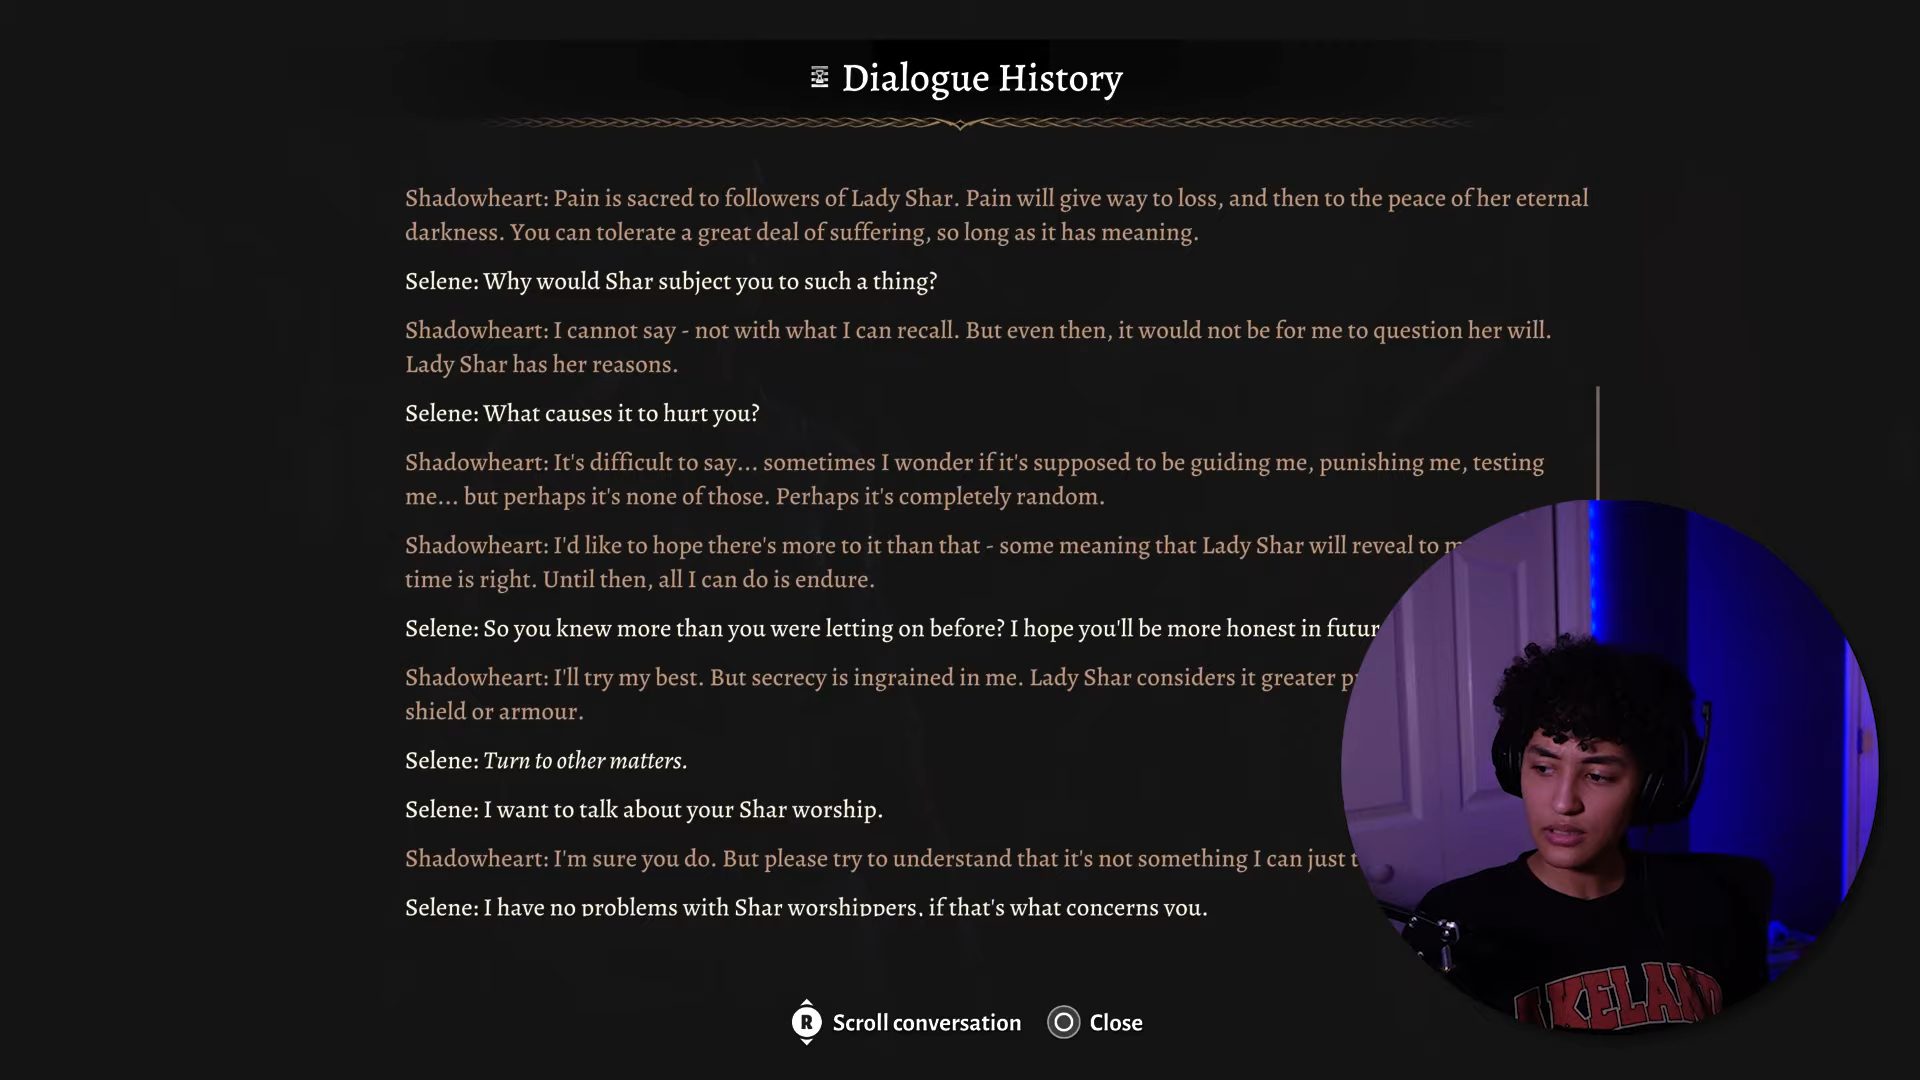 Dialogue History
Shadowheart: Pain is sacred to followers of Lady Shar. Pain will give way to loss, and then to the peace of her eternal
darkness. You can tolerate a great deal of suffering, so long as it has meaning.
Selene: Why would Shar subject you to such a thing?
Shadowheart: I cannot say - not with what I can recall. But even then, it would not be for me to question her will.
Lady Shar has her reasons.
Selene: What causes it to hurt you?
Shadowheart: It's difficult to say... sometimes I wonder if it's supposed to be guiding me, punishing me, testing
me... but perhaps it's none of those. Perhaps it's completely random.
Shadowheart: I'd like to hope there's more to it than that - some meaning that Lady Shar will reveal to
time is right. Until then, all I can do is endure.
Selene: So you knew more than you were letting on before? I hope you'll be more honest in
Shadowheart: I'll try my best. But secrecy is ingrained in me. Lady Shar considers it greater
shield or armour.
Selene: Turn to other matters.
Selene: I want to talk about your Shar worship.
Shadowheart: I'm sure you do. But please try to understand that it's not something I can just
Selene: I have no problems with Shar worshippers, if that's what concerns you.
R Scroll conversation Close